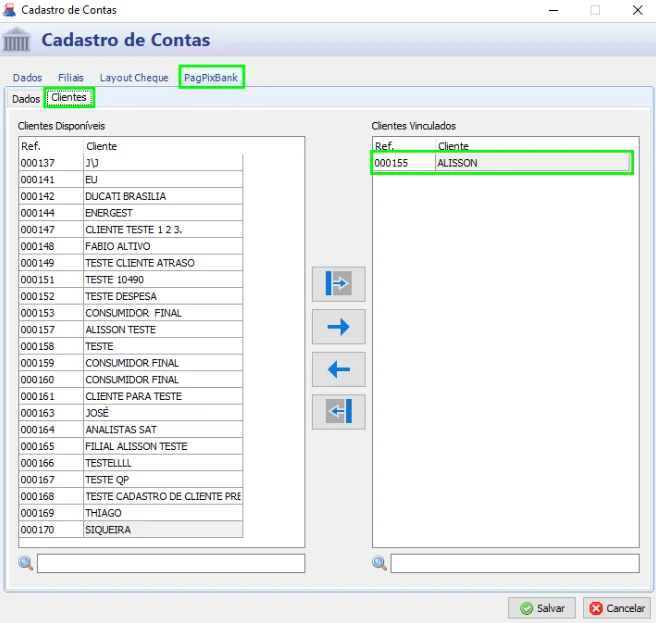 Cadastro de Contas
Cadastro de Contas
Dados Filiais Layout Cheque PagPixBank
Dados Clientes
Clientes Disponíveis
Ref. Cliente
000137 J\J
000141 EU
000142 DUCATI BRASILIA
000144 ENERGEST
000147 CLIENTE TESTE 1 2 3.
000148 FABIO ALTIVO
000149 TESTE CLIENTE ATRASO
000151 TESTE 10490
000152 TESTE DESPESA
000153 CONSUMIDOR FINAL
000157 ALISSON TESTE
000158 TESTE
000159 CONSUMIDOR FINAL
000160 CONSUMIDOR FINAL
000161 CLIENTE PARA TESTE
000163 JOSÉ
000164 ANALISTAS SAT
000165 FILIAL ALISSON TESTE
000166 TESTELLLL
000167 TESTE QP
000168 TESTE CADASTRO DE CLIENTE PRE
000169 THIAGO
000170 SIQUEIRA
Clientes Vinculados
Ref. Cliente
000155 ALISSON
Salvar Cancelar